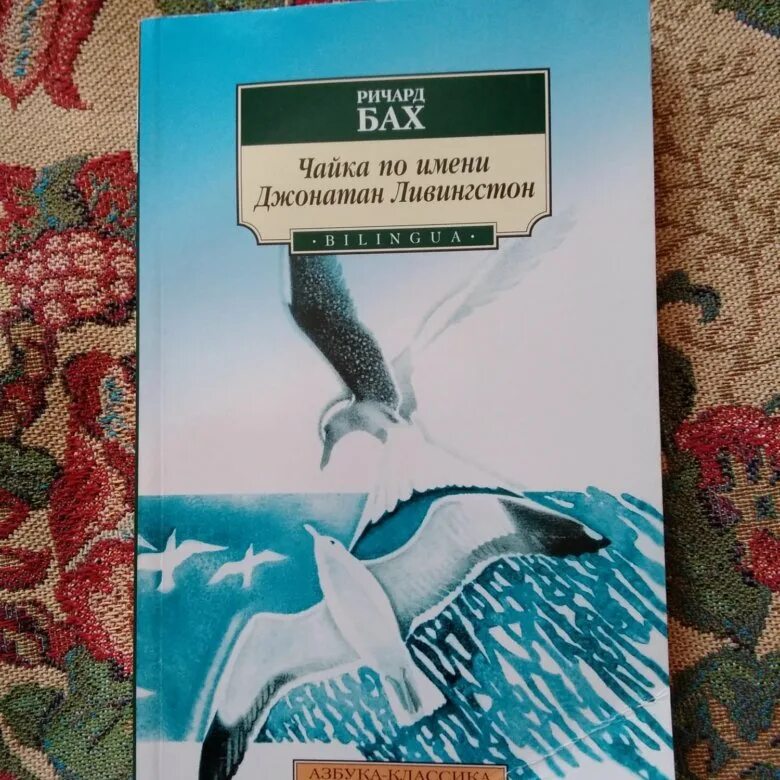 РИЧАРД
БАХ
Чайка по имени
Джонатан Ливингстон
· BILINGUA ·
АЗБУКА-КЛАССИКА